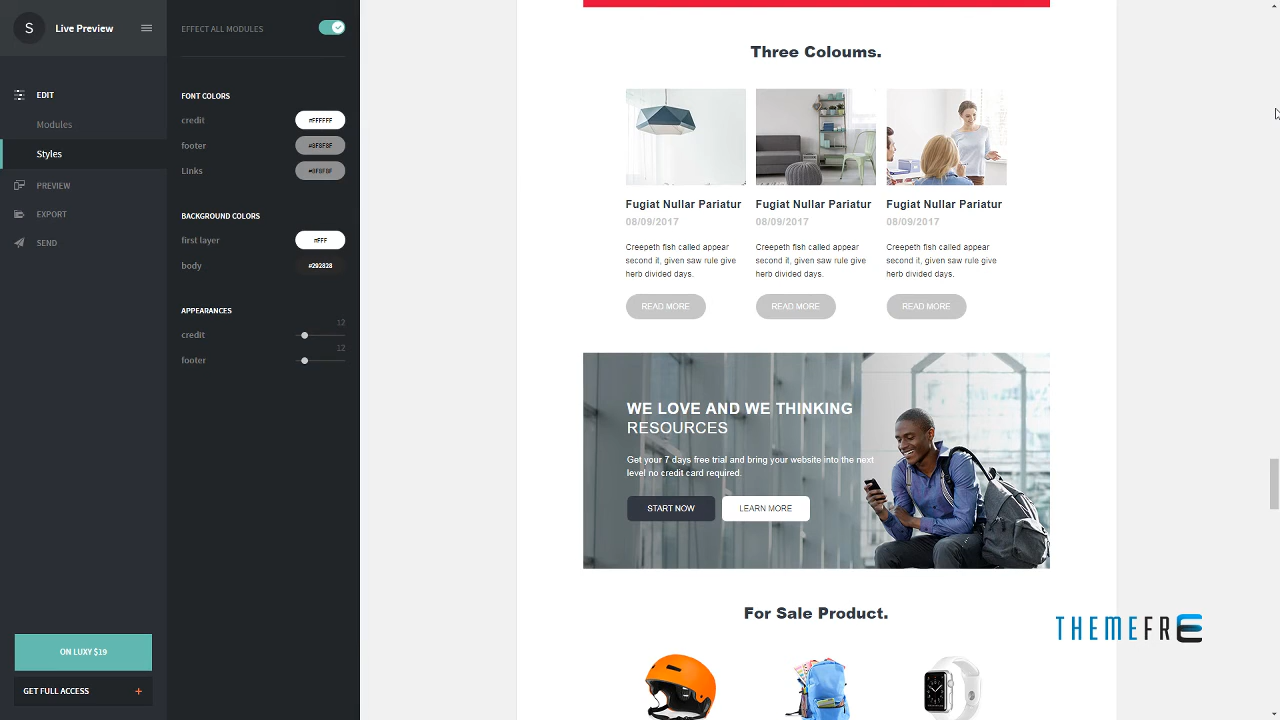 S
Live Preview
EDIT
Modules
Styles
PREVIEW
EXPORT
SEND
ON LUXY $19
GET FULL ACCESS +
EFFECT ALL MODULES
FONT COLORS
credit #FFFFFF
footer #8F8F8F
Links #8F8F8F
BACKGROUND COLORS
first layer #FFF
body #292828
APPEARANCES
12
credit
12
footer
Three Coloums.
Fugiat Nullar Pariatur
08/09/2017
Creepeth fish called appear
second it, given saw rule give
herb divided days.
READ MORE
Fugiat Nullar Pariatur
08/09/2017
Creepeth fish called appear
second it, given saw rule give
herb divided days.
READ MORE
Fugiat Nullar Pariatur
08/09/2017
Creepeth fish called appear
second it, given saw rule give
herb divided days.
READ MORE
WE LOVE AND WE THINKING
RESOURCES
Get your 7 days free trial and bring your website into the next
level no credit card required.
START NOW
LEARN MORE
For Sale Product.
THEMEFRE